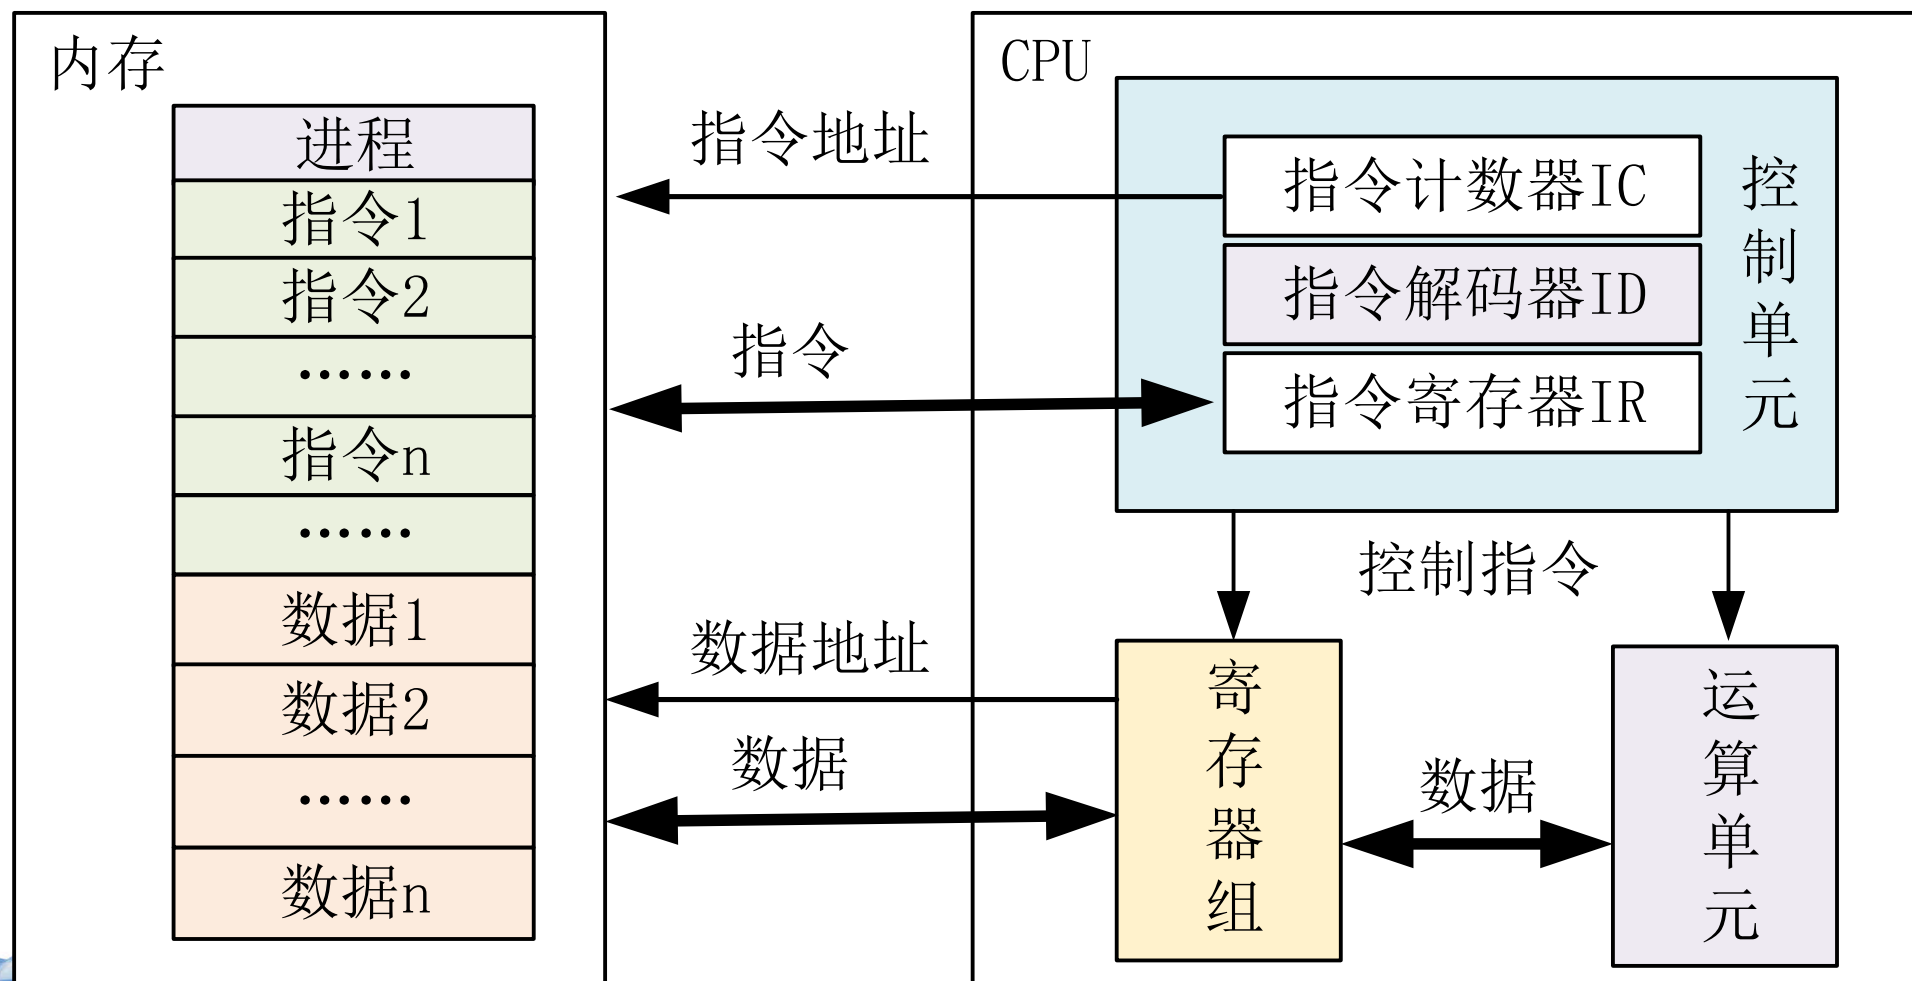 内存
进程
指令1
指令2
……
指令n
……
数据1
数据2
……
数据n
指令地址
指令
数据地址
数据
CPU
指令计数器IC
指令解码器ID
指令寄存器IR
控制单元
控制指令
寄存器组
数据
运算单元